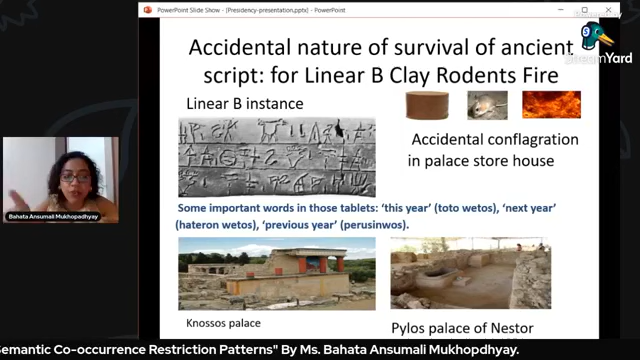 PowerPoint Slide Show - [Presidency-presentation.pptx] - PowerPoint
Accidental nature of survival of ancient
script: for Linear B Clay Rodents Fire
StreamYard
Linear B instance
Accidental conflagration
in palace store house
Bahata Ansumali Mukhopadhyay
Some important words in those tablets: ‘this year’ (toto wetos), ‘next year’
(hateron wetos), ‘previous year’ (perusinwos).
Knossos palace
Pylos palace of Nestor
Semantic Co-occurrence Restriction Patterns" By Ms. Bahata Ansumali Mukhopdhyay.